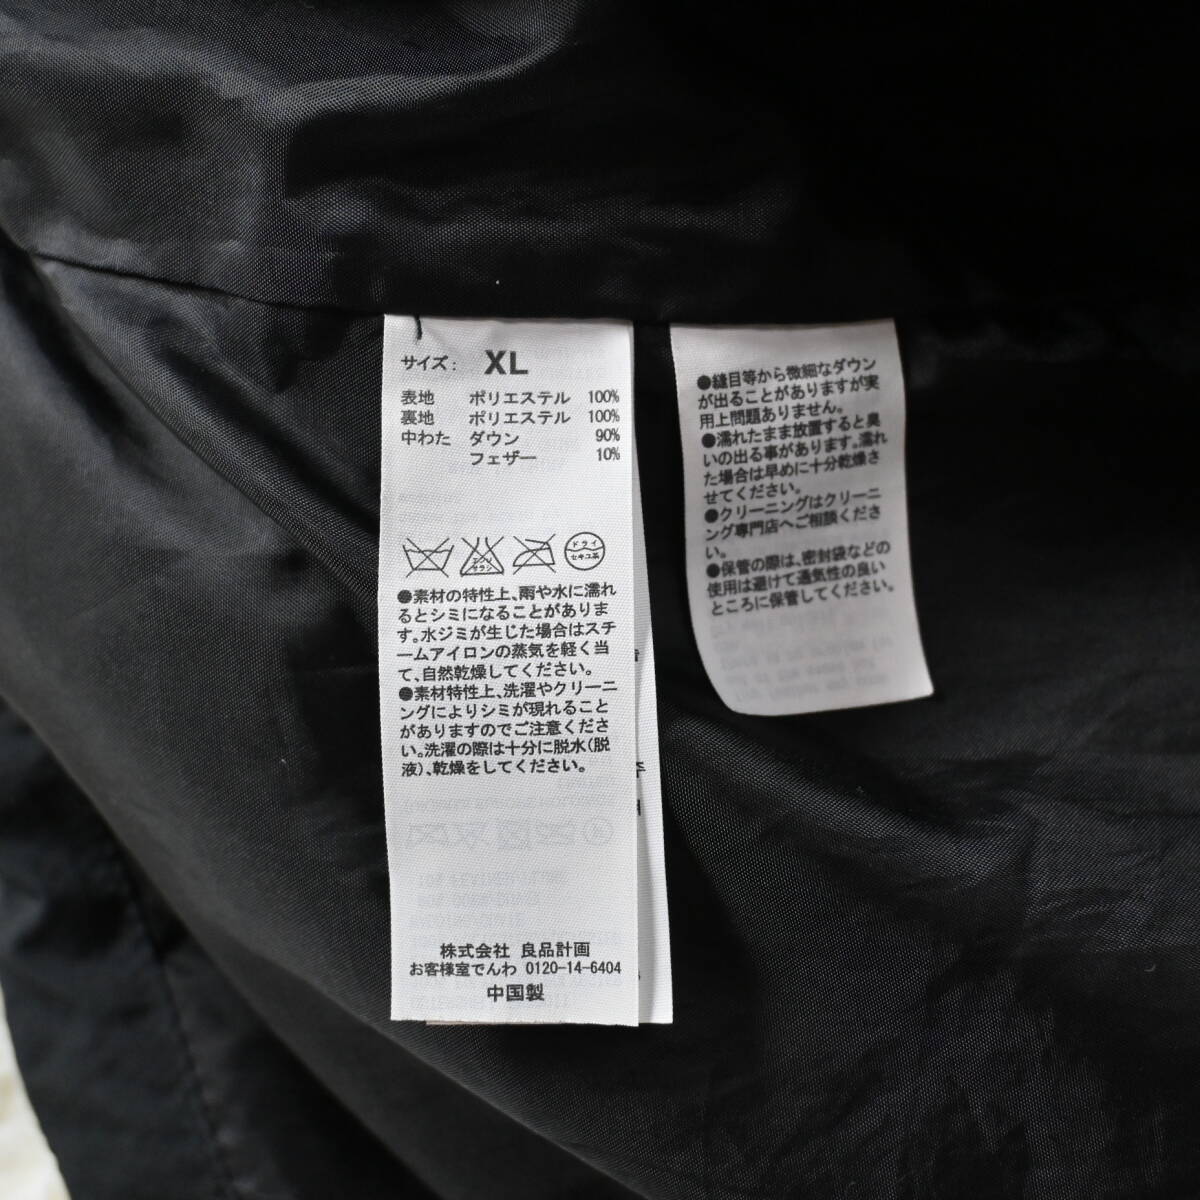 サイズ： XL
表地 ポリエステル 100%
裏地 ポリエステル 100%
中わた ダウン 90%
フェザー 10%
エンソ
サラシ
ドライ
セキユ系
●素材の特性上、雨や水に濡れ
るとシミになることがありま
す。水ジミが生じた場合はスチ
ームアイロンの蒸気を軽く当
て、自然乾燥してください。
●素材特性上、洗濯やクリーニ
ングによりシミが現れること
がありますのでご注意くださ
い。洗濯の際は十分に脱水(脱
液)、乾燥をしてください。
株式会社 良品計画
お客様室でんわ 0120-14-6404
中国製
●縫目等から微細なダウン
が出ることがありますが実
用上問題ありません。
●濡れたまま放置すると臭
いの出る事があります。濡れ
た場合は早めに十分乾燥さ
せてください。
●クリーニングはクリーニ
ング専門店へご相談くださ
い。
●保管の際は、密封袋などの
使用は避けて通気性の良い
ところに保管してください。